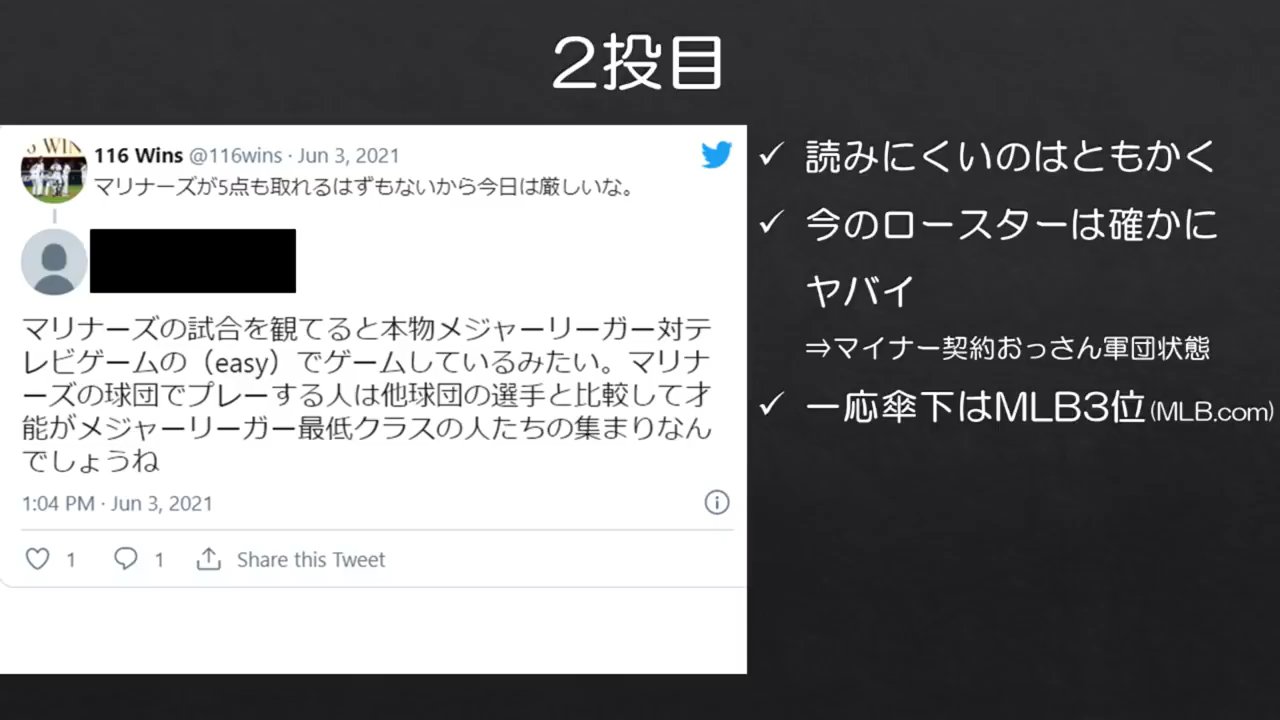 2投目
116 Wins @116wins · Jun 3, 2021
マリナーズが5点も取れるはずもないから今日は厳しいな。
マリナーズの試合を観てると本物メジャーリーガー対テ
レビゲームの（easy）でゲームしているみたい。マリナ
ーズの球団でプレーする人は他球団の選手と比較して才
能がメジャーリーガー最低クラスの人たちの集まりなん
でしょうね
1:04 PM · Jun 3, 2021
1 1 Share this Tweet
✓ 読みにくいのはともかく
✓ 今のロースターは確かに
ヤバイ
⇒マイナー契約おっさん軍団状態
✓ 一応傘下はMLB3位(MLB.com)